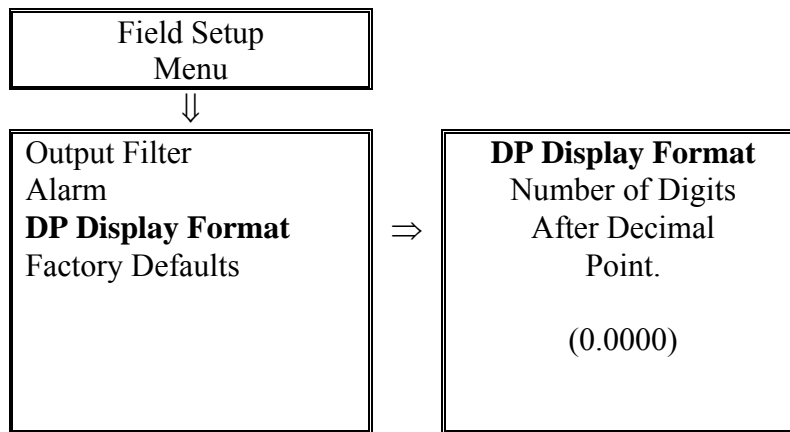 Field Setup
Menu
⇓
Output Filter
Alarm
DP Display Format
Factory Defaults
⇒
DP Display Format
Number of Digits
After Decimal
Point.
(0.0000)